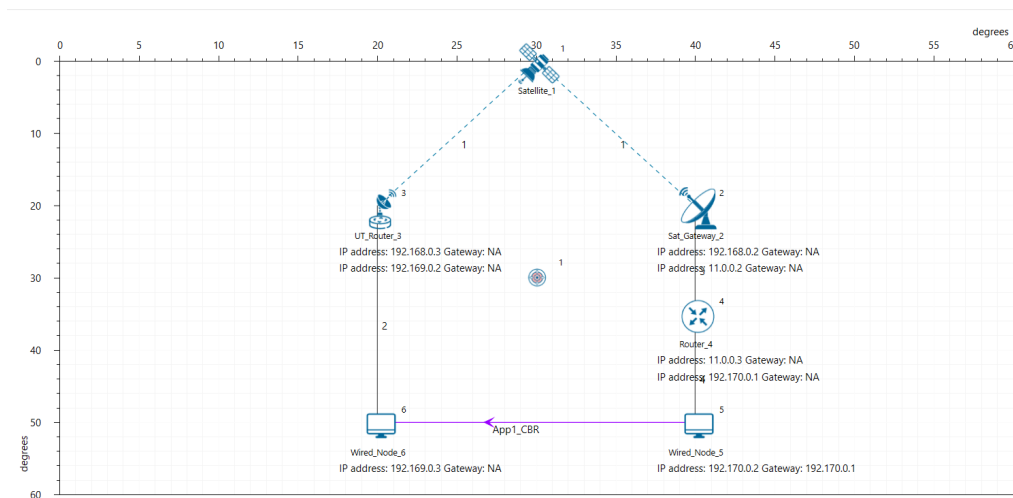 degrees
0 5 10 15 20 25 30 35 40 45 50 55
0
1
Satellite_1
10
1 1
20
3 2
UT_Router_3 Sat_Gateway_2
IP address: 192.168.0.3 Gateway: NA IP address: 192.168.0.2 Gateway: NA
IP address: 192.169.0.2 Gateway: NA IP address: 11.0.0.2 Gateway: NA
1
30
4
2
Router_4
40
IP address: 11.0.0.3 Gateway: NA
IP address: 192.170.0.1 Gateway: NA
6 5
50
App1_CBR
Wired_Node_6 Wired_Node_5
IP address: 192.169.0.3 Gateway: NA IP address: 192.170.0.2 Gateway: 192.170.0.1
60
degrees